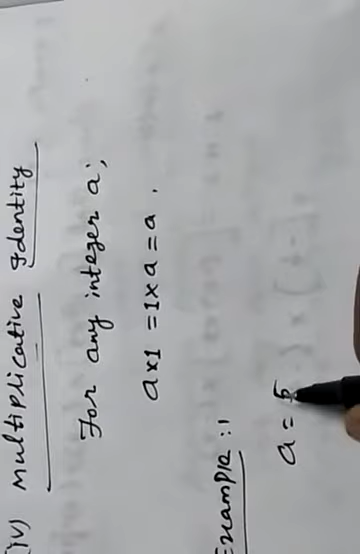 (iv) Multiplicative Identity
For any integer a;
a×1 = 1×a = a.
Example:1
a = 5